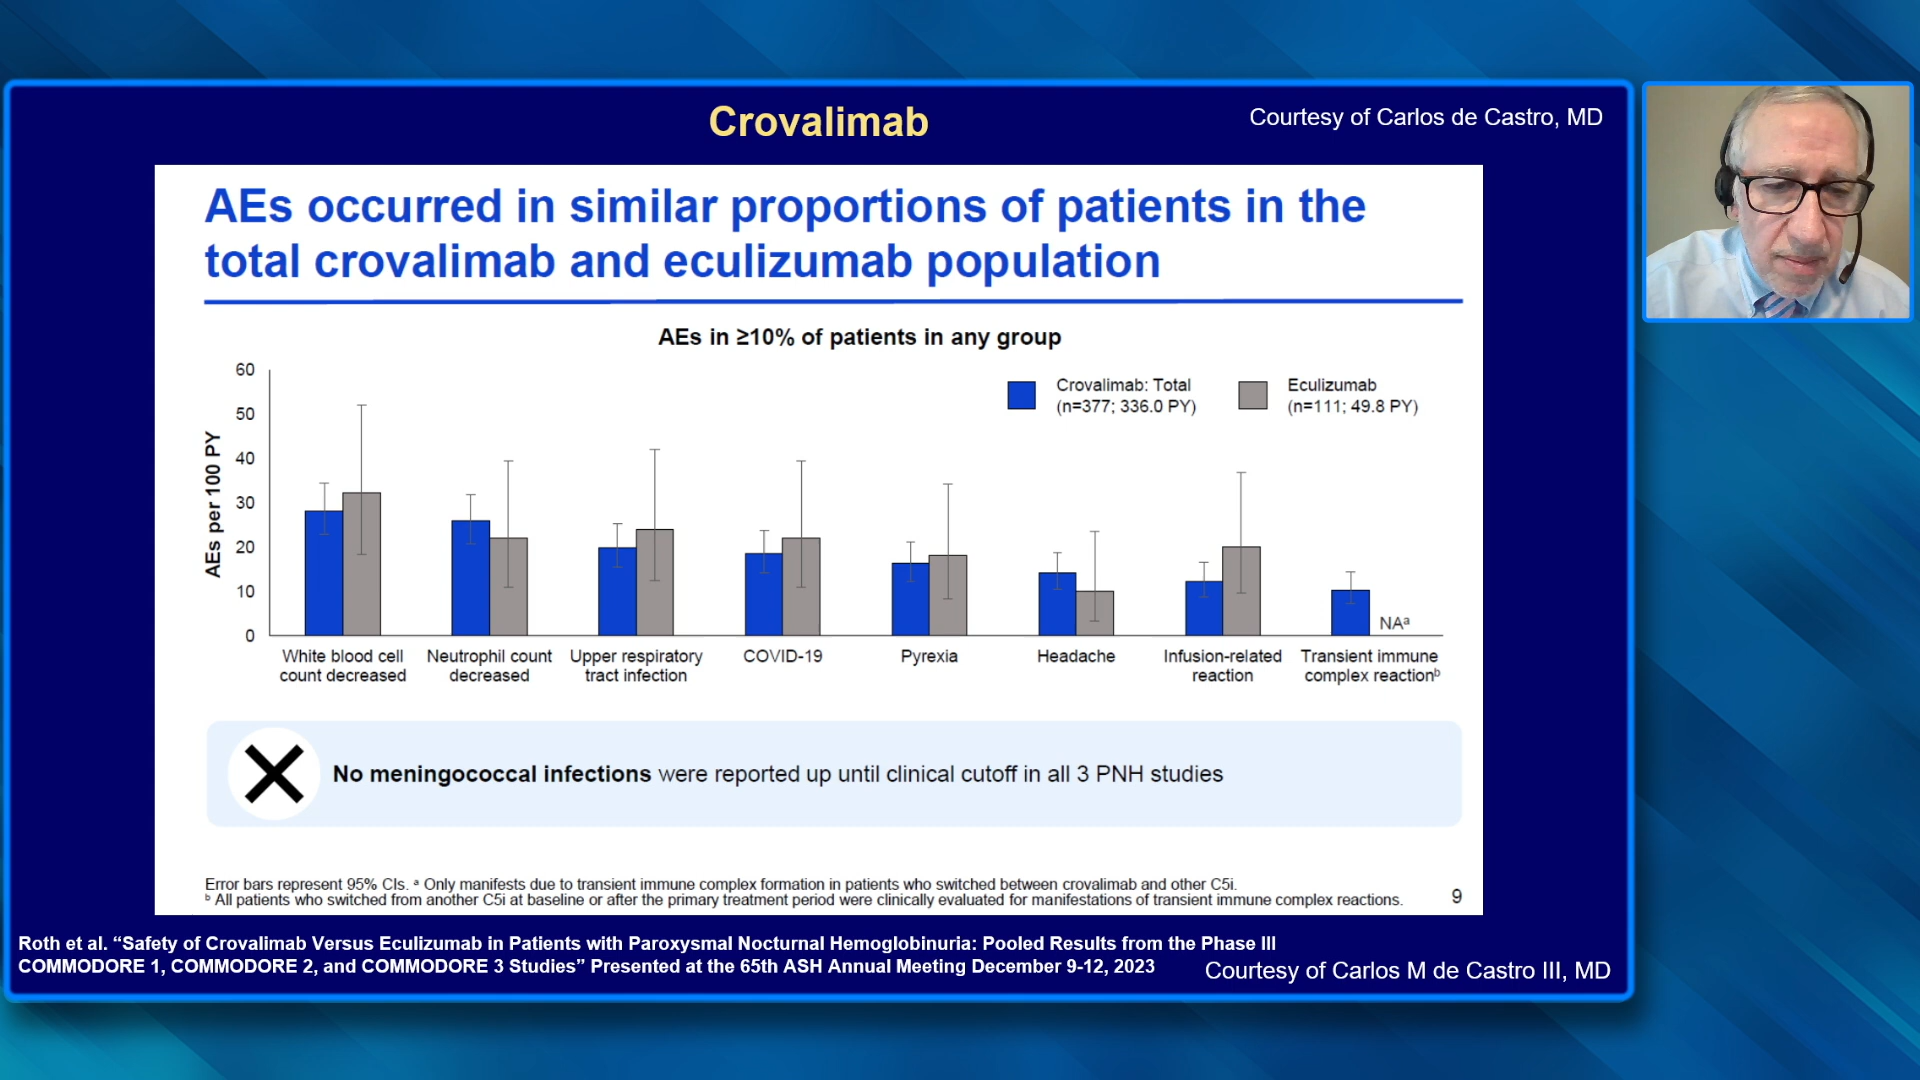 Crovalimab
Courtesy of Carlos de Castro, MD
AEs occurred in similar proportions of patients in the
total crovalimab and eculizumab population
AEs in ≥10% of patients in any group
Crovalimab: Total
(n=377; 336.0 PY)
Eculizumab
(n=111; 49.8 PY)
AEs per 100 PY
60
50
40
30
20
10
0
NAᵃ
White blood cell
count decreased
Neutrophil count
decreased
Upper respiratory
tract infection
COVID-19
Pyrexia
Headache
Infusion-related
reaction
Transient immune
complex reactionᵇ
No meningococcal infections were reported up until clinical cutoff in all 3 PNH studies
Error bars represent 95% CIs. ᵃ Only manifests due to transient immune complex formation in patients who switched between crovalimab and other C5i.
ᵇ All patients who switched from another C5i at baseline or after the primary treatment period were clinically evaluated for manifestations of transient immune complex reactions.
9
Roth et al. “Safety of Crovalimab Versus Eculizumab in Patients with Paroxysmal Nocturnal Hemoglobinuria: Pooled Results from the Phase III
COMMODORE 1, COMMODORE 2, and COMMODORE 3 Studies” Presented at the 65th ASH Annual Meeting December 9-12, 2023
Courtesy of Carlos M de Castro III, MD